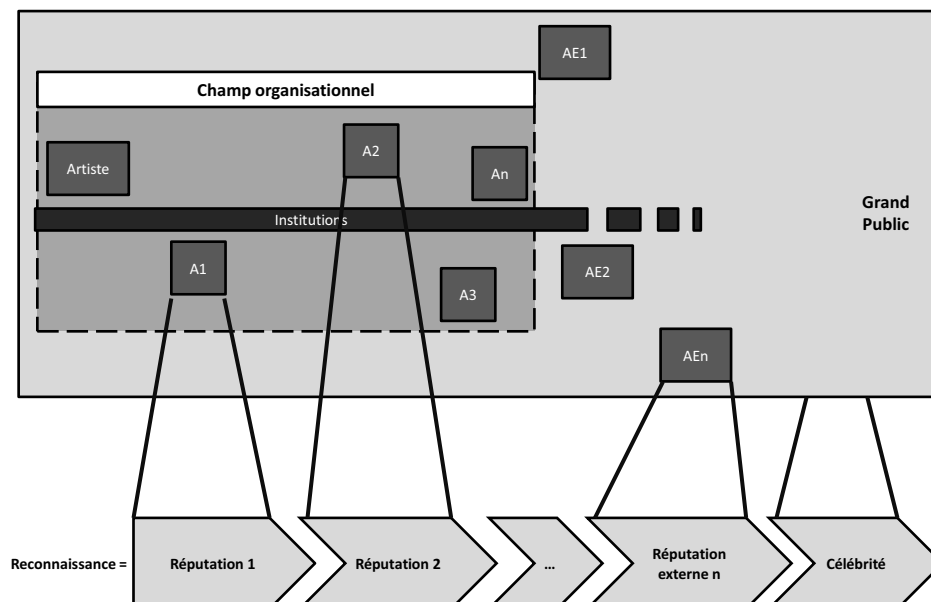 AE1
Champ organisationnel
A2
Artiste
An
Institutions
Grand
Public
A1
AE2
A3
AEn
Reconnaissance =
Réputation 1
Réputation 2
...
Réputation
externe n
Célébrité